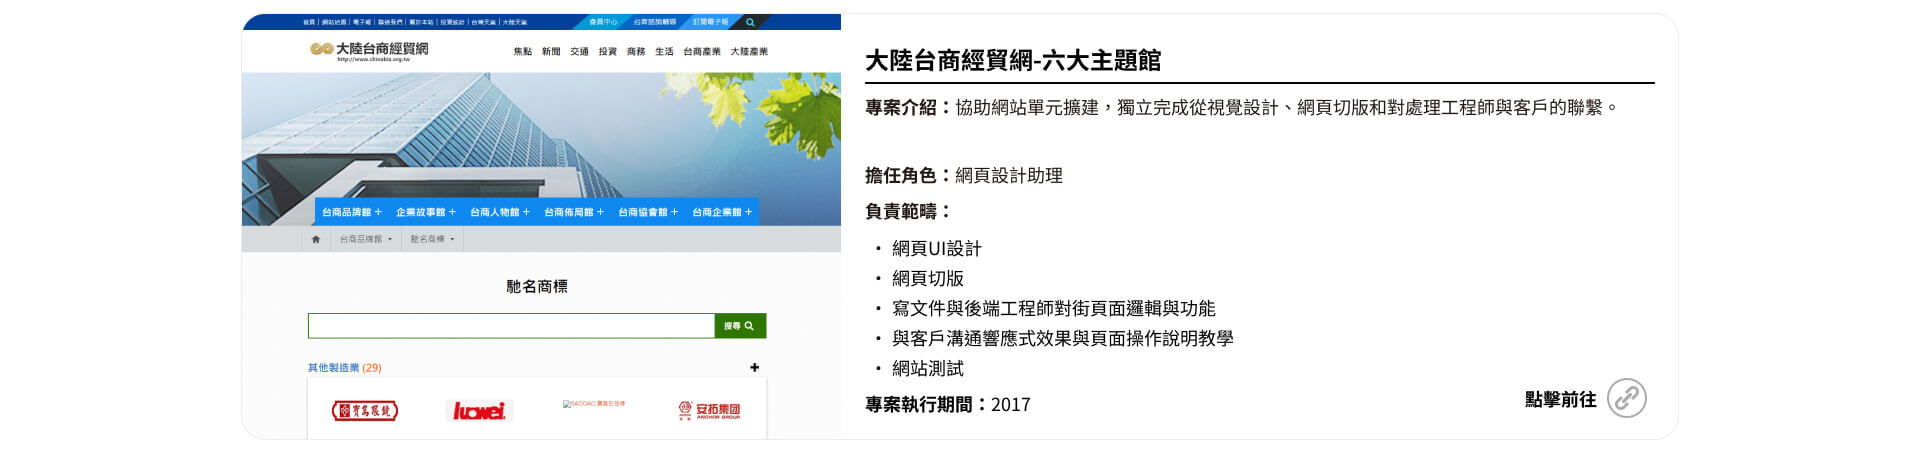 首頁 | 網站地圖 | 電子報 | 聯絡我們 | 關於本站 | 投資統計 | 台灣天氣 | 大陸天氣
會員中心 台商諮詢輔導 訂閱電子報
大陸台商經貿網
http://www.chinabiz.org.tw
焦點 新聞 交通 投資 商務 生活 台商產業 大陸產業
台商品牌館 + 企業故事館 + 台商人物館 + 台商佈局館 + 台商協會館 + 台商企業館 +
台商品牌館 馳名商標
馳名商標
搜尋
其他製造業 (29)
寶島眼鏡
luowei
BAODAO 寶島別品牌
安拓集团
ANCHOR GROUP
大陸台商經貿網-六大主題館
專案介紹：協助網站單元擴建，獨立完成從視覺設計、網頁切版和對處理工程師與客戶的聯繫。
擔任角色：網頁設計助理
負責範疇：
• 網頁UI設計
• 網頁切版
• 寫文件與後端工程師對街頁面邏輯與功能
• 與客戶溝通響應式效果與頁面操作說明教學
• 網站測試
專案執行期間：2017
點擊前往